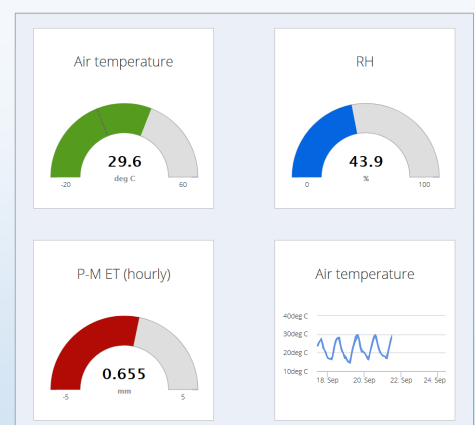 Air temperature
29.6
deg C
-20
60
RH
43.9
%
0
100
P-M ET (hourly)
0.655
mm
-5
5
Air temperature
40deg C
30deg C
20deg C
10deg C
18. Sep
20. Sep
22. Sep
24. Sep